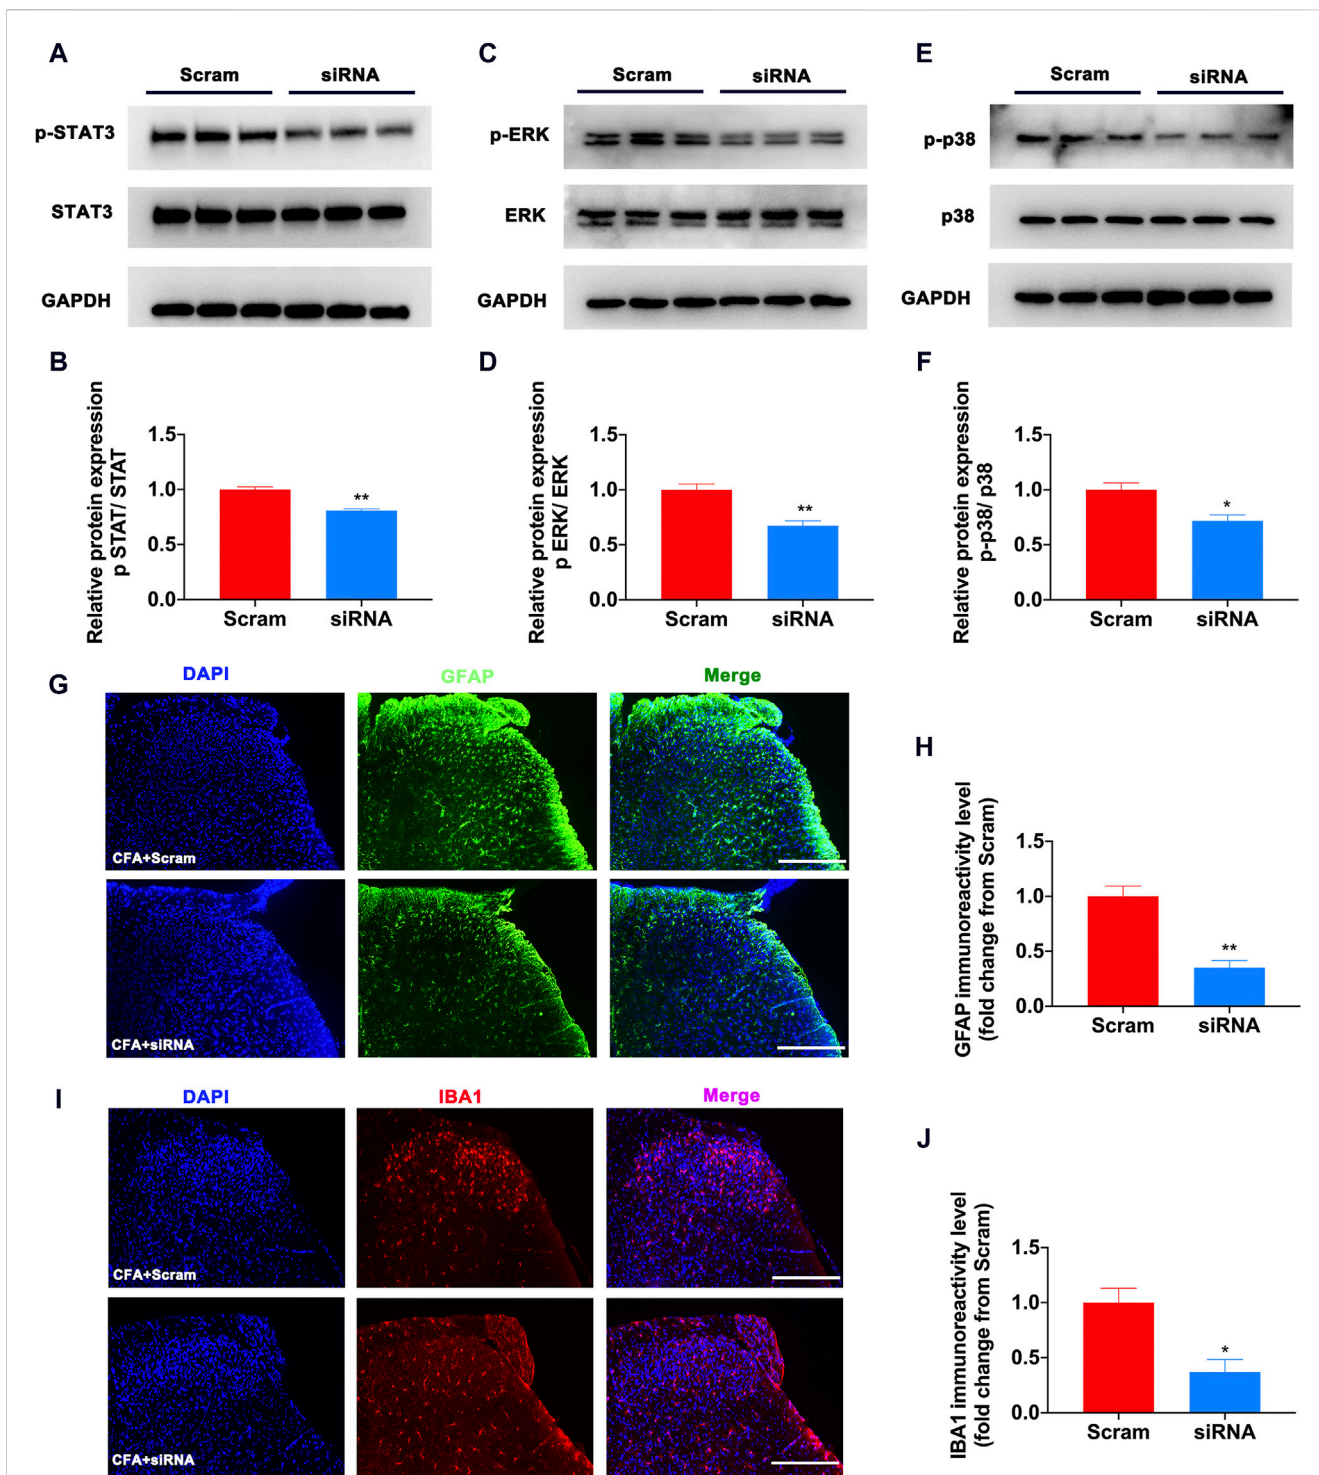 A
C
E
Scram siRNA
Scram siRNA
Scram siRNA
p-STAT3
p-ERK
p-p38
STAT3
ERK
p38
GAPDH
GAPDH
GAPDH
B
Relative protein expression
p STAT/ STAT
1.5
1.0
0.5
0.0
**
Scram siRNA
D
Relative protein expression
p ERK/ ERK
1.5
1.0
0.5
0.0
**
Scram siRNA
F
Relative protein expression
p-p38/ p38
1.5
1.0
0.5
0.0
*
Scram siRNA
G
DAPI GFAP Merge
CFA+Scram
CFA+siRNA
H
GFAP immunoreactivity level
(fold change from Scram)
1.5
1.0
0.5
0.0
**
Scram siRNA
I
DAPI IBA1 Merge
CFA+Scram
CFA+siRNA
J
IBA1 immunoreactivity level
(fold change from Scram)
1.5
1.0
0.5
0.0
*
Scram siRNA